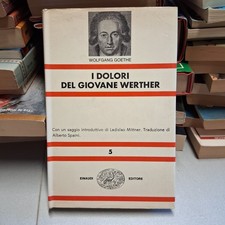 WOLFGANG GOETHE
I DOLORI
DEL GIOVANE WERTHER
Con un saggio introduttivo di Ladislao Mittner. Traduzione di
Alberto Spaini.
5
EINAUDI
EDITORE